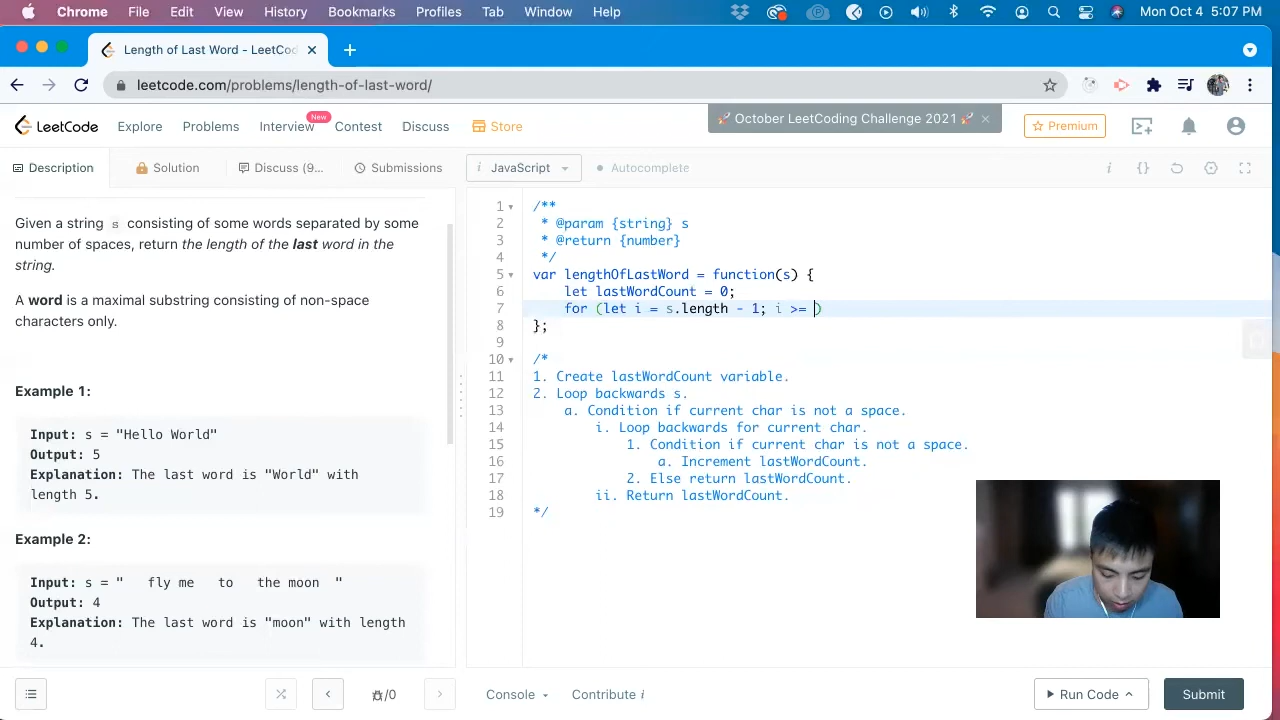 Chrome File Edit View History Bookmarks Profiles Tab Window Help Mon Oct 4 5:07 PM
Length of Last Word - LeetCod
leetcode.com/problems/length-of-last-word/
LeetCode Explore Problems Interview New Contest Discuss Store 🚀 October LeetCoding Challenge 2021 🚀 Premium
Description Solution Discuss (9... Submissions i JavaScript Autocomplete
Given a string s consisting of some words separated by some
number of spaces, return the length of the last word in the
string.
A word is a maximal substring consisting of non-space
characters only.
Example 1:
Input: s = "Hello World"
Output: 5
Explanation: The last word is "World" with
length 5.
Example 2:
Input: s = "   fly me   to   the moon  "
Output: 4
Explanation: The last word is "moon" with length
4.
1 /**
2  * @param {string} s
3  * @return {number}
4  */
5 var lengthOfLastWord = function(s) {
6     let lastWordCount = 0;
7     for (let i = s.length - 1; i >= )
8 };
9
10 /*
11 1. Create lastWordCount variable.
12 2. Loop backwards s.
13     a. Condition if current char is not a space.
14         i. Loop backwards for current char.
15             1. Condition if current char is not a space.
16                 a. Increment lastWordCount.
17             2. Else return lastWordCount.
18         ii. Return lastWordCount.
19 */
/0 Console Contribute i Run Code Submit